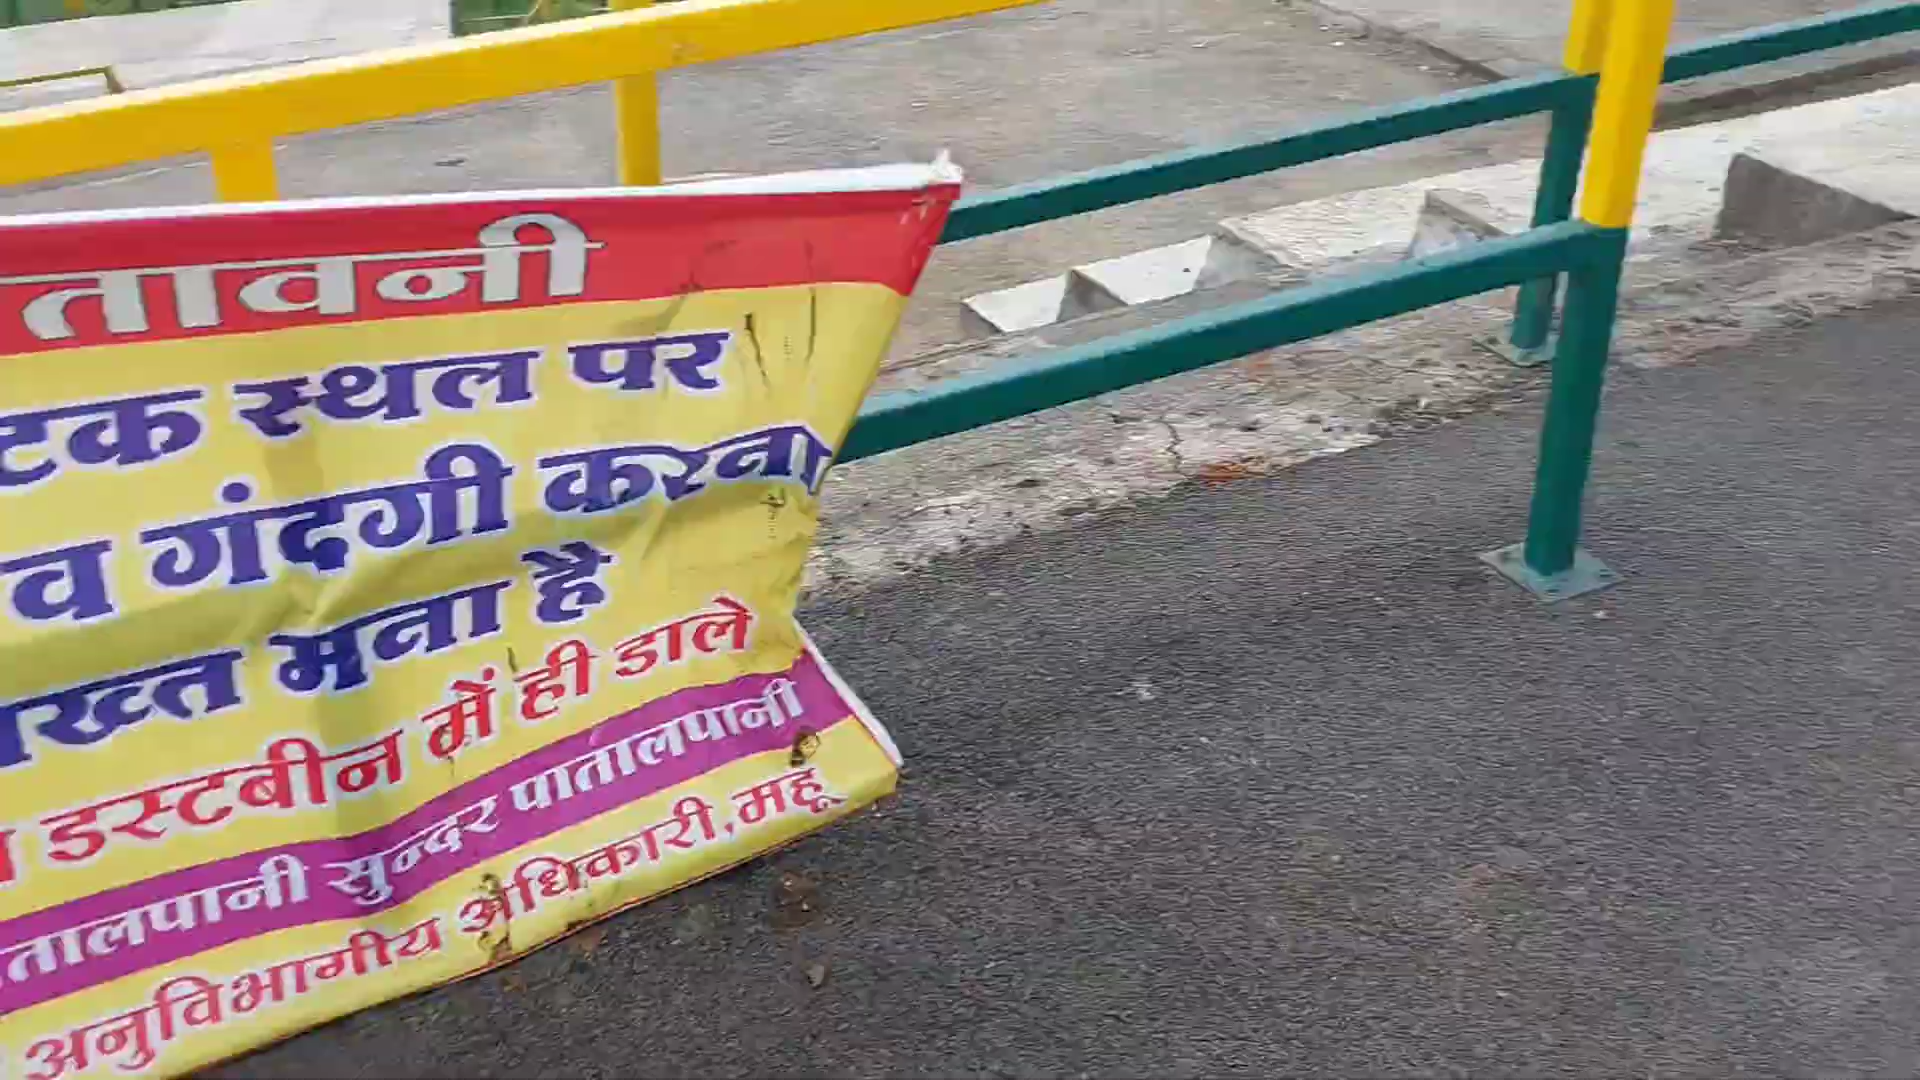 तावनी
टक स्थल पर
व गंदगी करना
ख्त मना है
डस्टबीन में ही डाले
तालपानी सुन्दर पातालपानी
अनुविभागीय अधिकारी, महू